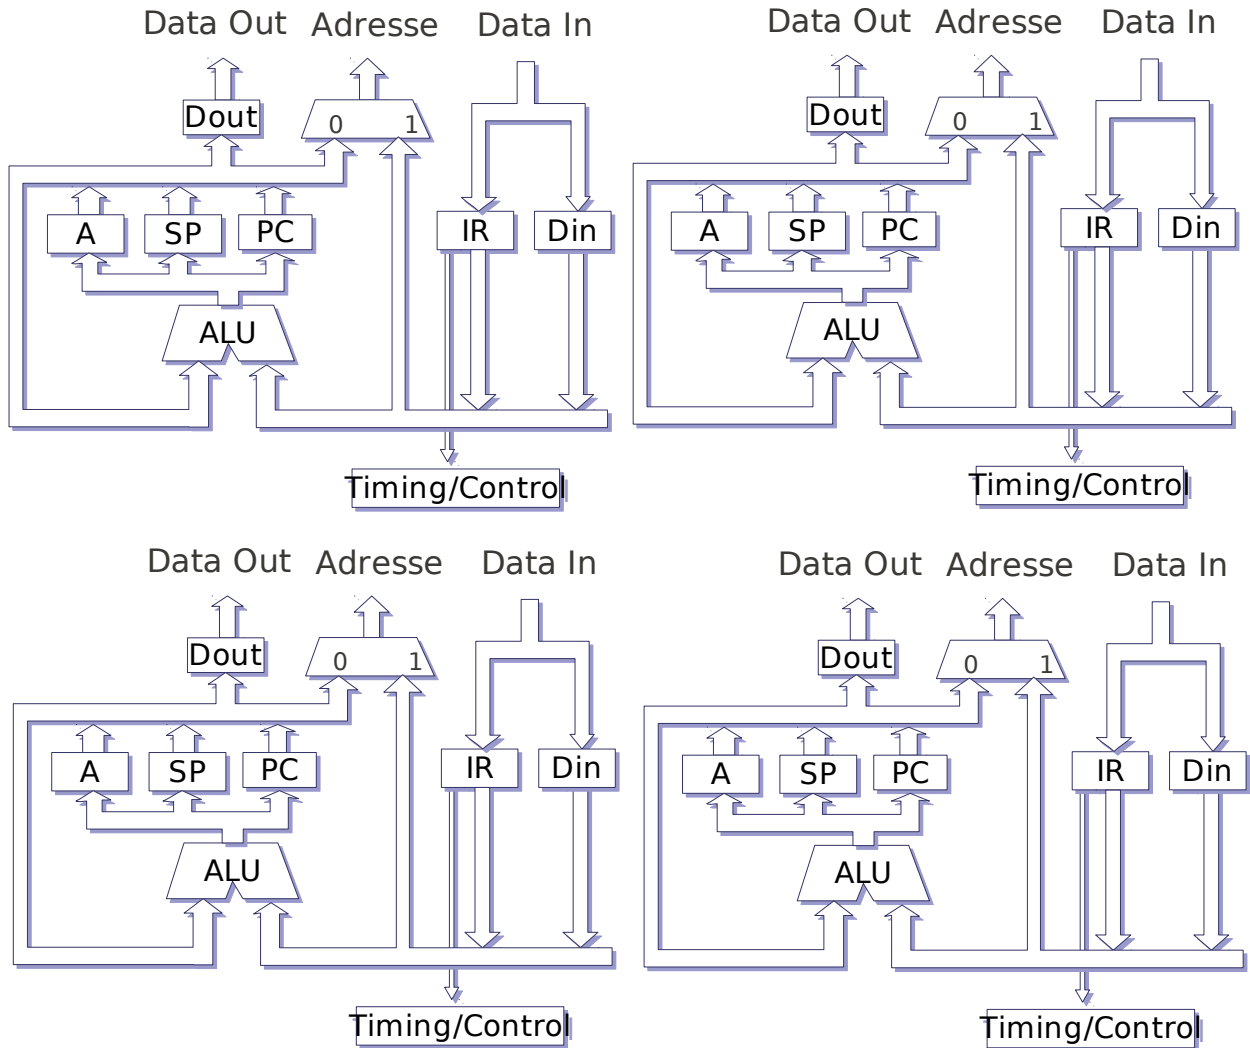 Data Out Adresse Data In
Dout 0 1
A SP PC IR Din
ALU
Timing/Control
Data Out Adresse Data In
Dout 0 1
A SP PC IR Din
ALU
Timing/Control
Data Out Adresse Data In
Dout 0 1
A SP PC IR Din
ALU
Timing/Control
Data Out Adresse Data In
Dout 0 1
A SP PC IR Din
ALU
Timing/Control